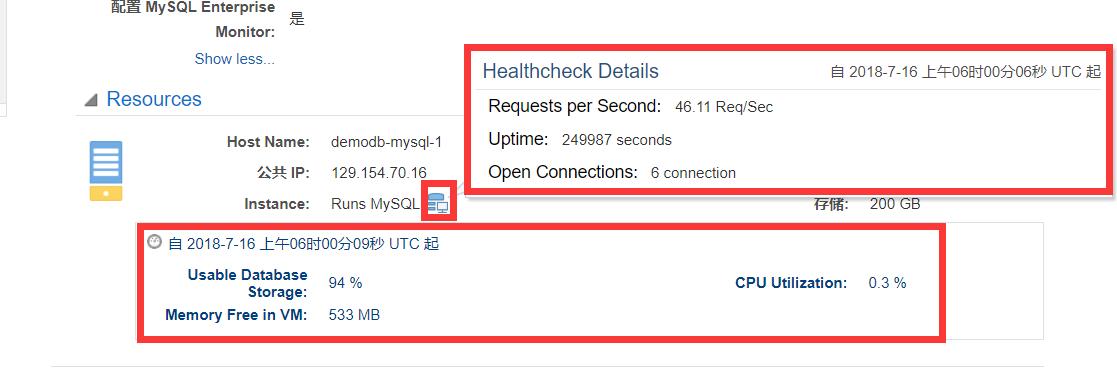 配置 MySQL Enterprise
Monitor: 是
Show less...
Resources
Healthcheck Details 自 2018-7-16 上午06时00分06秒 UTC 起
Requests per Second: 46.11 Req/Sec
Uptime: 249987 seconds
Open Connections: 6 connection
Host Name: demodb-mysql-1
公共 IP: 129.154.70.16
Instance: Runs MySQL
存储: 200 GB
自 2018-7-16 上午06时00分09秒 UTC 起
Usable Database
Storage: 94 %
CPU Utilization: 0.3 %
Memory Free in VM: 533 MB